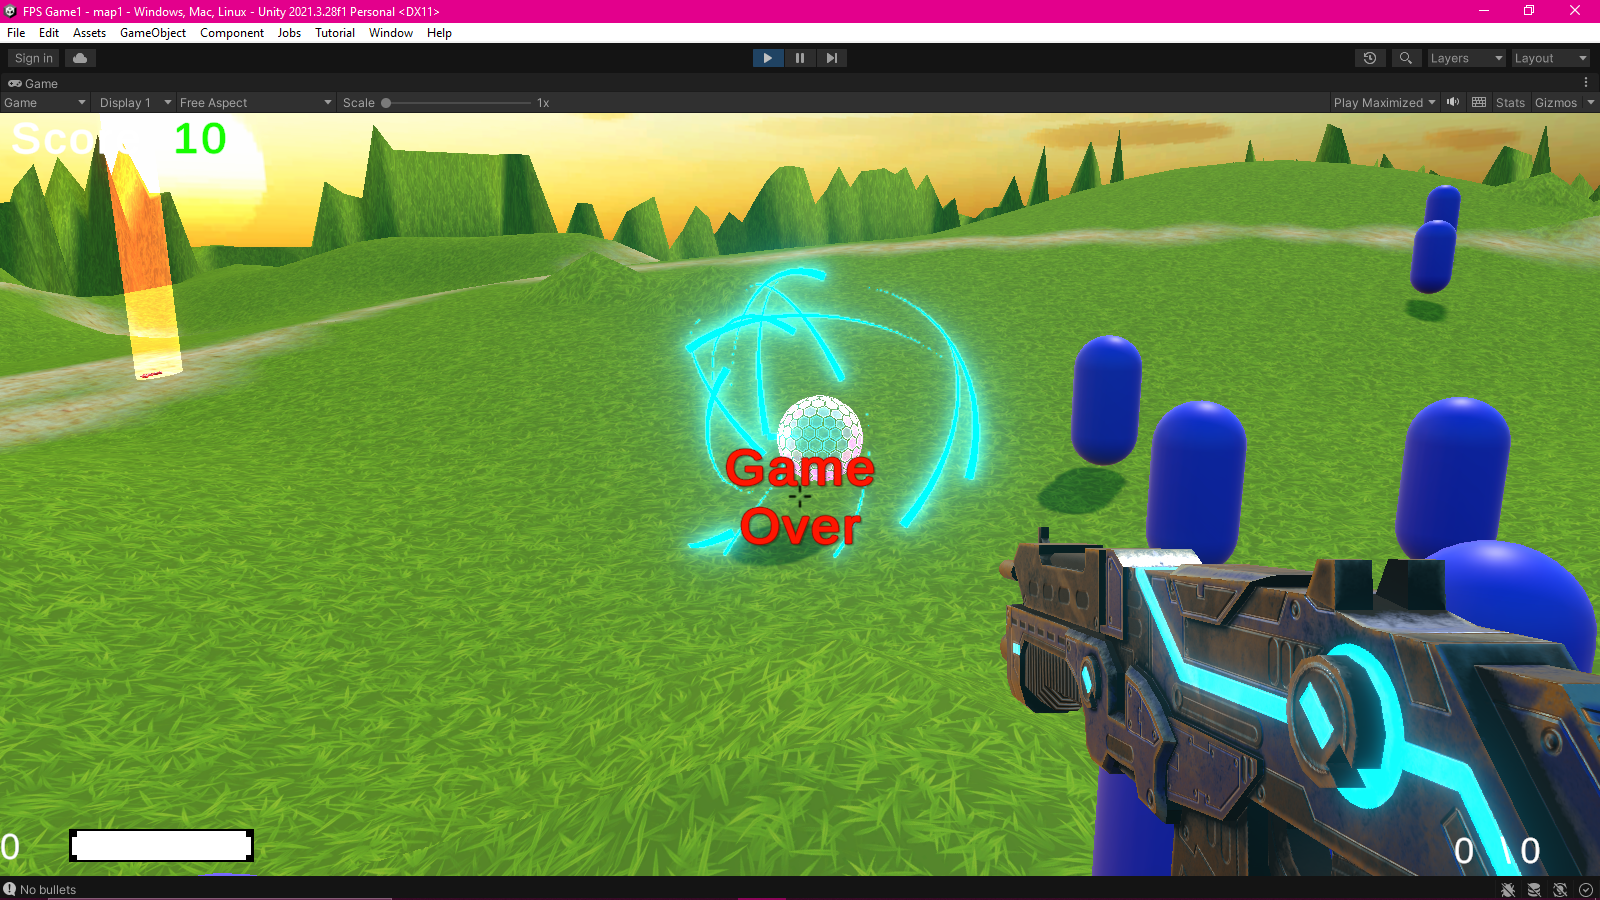 FPS Game1 - map1 - Windows, Mac, Linux - Unity 2021.3.28f1 Personal <DX11>
File Edit Assets GameObject Component Jobs Tutorial Window Help
Sign in Layers Layout
Game
Game Display 1 Free Aspect Scale 1x Play Maximized Stats Gizmos
Score 10
Game
Over
0 0 \ 0
No bullets